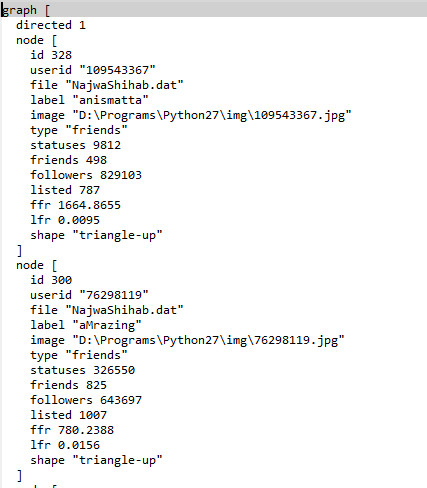 graph [
directed 1
node [
id 328
userid "109543367"
file "NajwaShihab.dat"
label "anismatta"
image "D:\Programs\Python27\img\109543367.jpg"
type "friends"
statuses 9812
friends 498
followers 829103
listed 787
ffr 1664.8655
lfr 0.0095
shape "triangle-up"
]
node [
id 300
userid "76298119"
file "NajwaShihab.dat"
label "aMrazing"
image "D:\Programs\Python27\img\76298119.jpg"
type "friends"
statuses 326550
friends 825
followers 643697
listed 1007
ffr 780.2388
lfr 0.0156
shape "triangle-up"
]